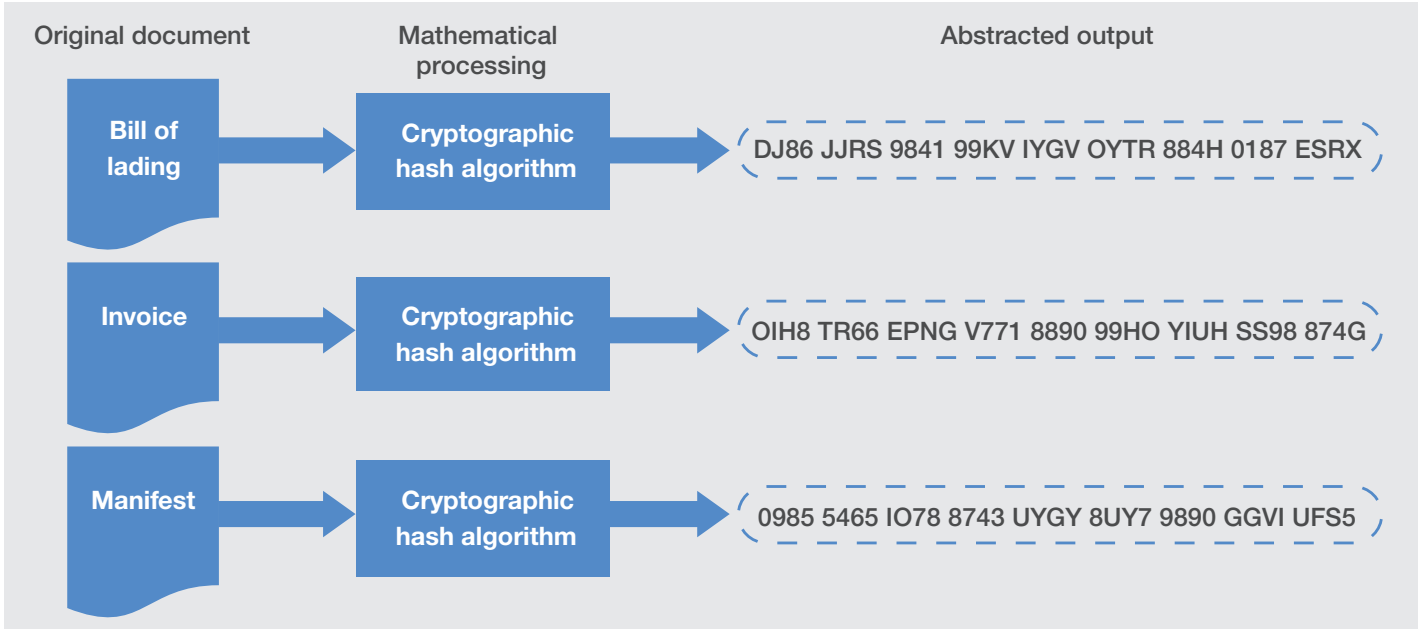 Original document
Mathematical
processing
Abstracted output
Bill of
lading
Cryptographic
hash algorithm
DJ86 JJRS 9841 99KV IYGV OYTR 884H 0187 ESRX
Invoice
Cryptographic
hash algorithm
OIH8 TR66 EPNG V771 8890 99HO YIUH SS98 874G
Manifest
Cryptographic
hash algorithm
0985 5465 IO78 8743 UYGY 8UY7 9890 GGVI UFS5